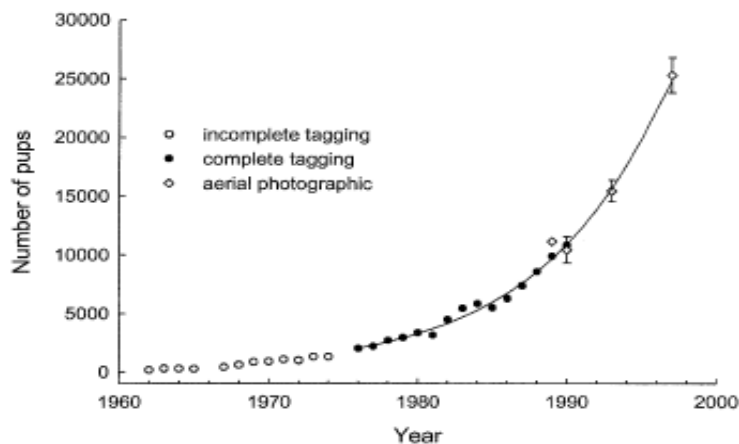 30000
25000
20000
15000
10000
5000
0
Number of pups
incomplete tagging
complete tagging
aerial photographic
1960 1970 1980 1990 2000
Year